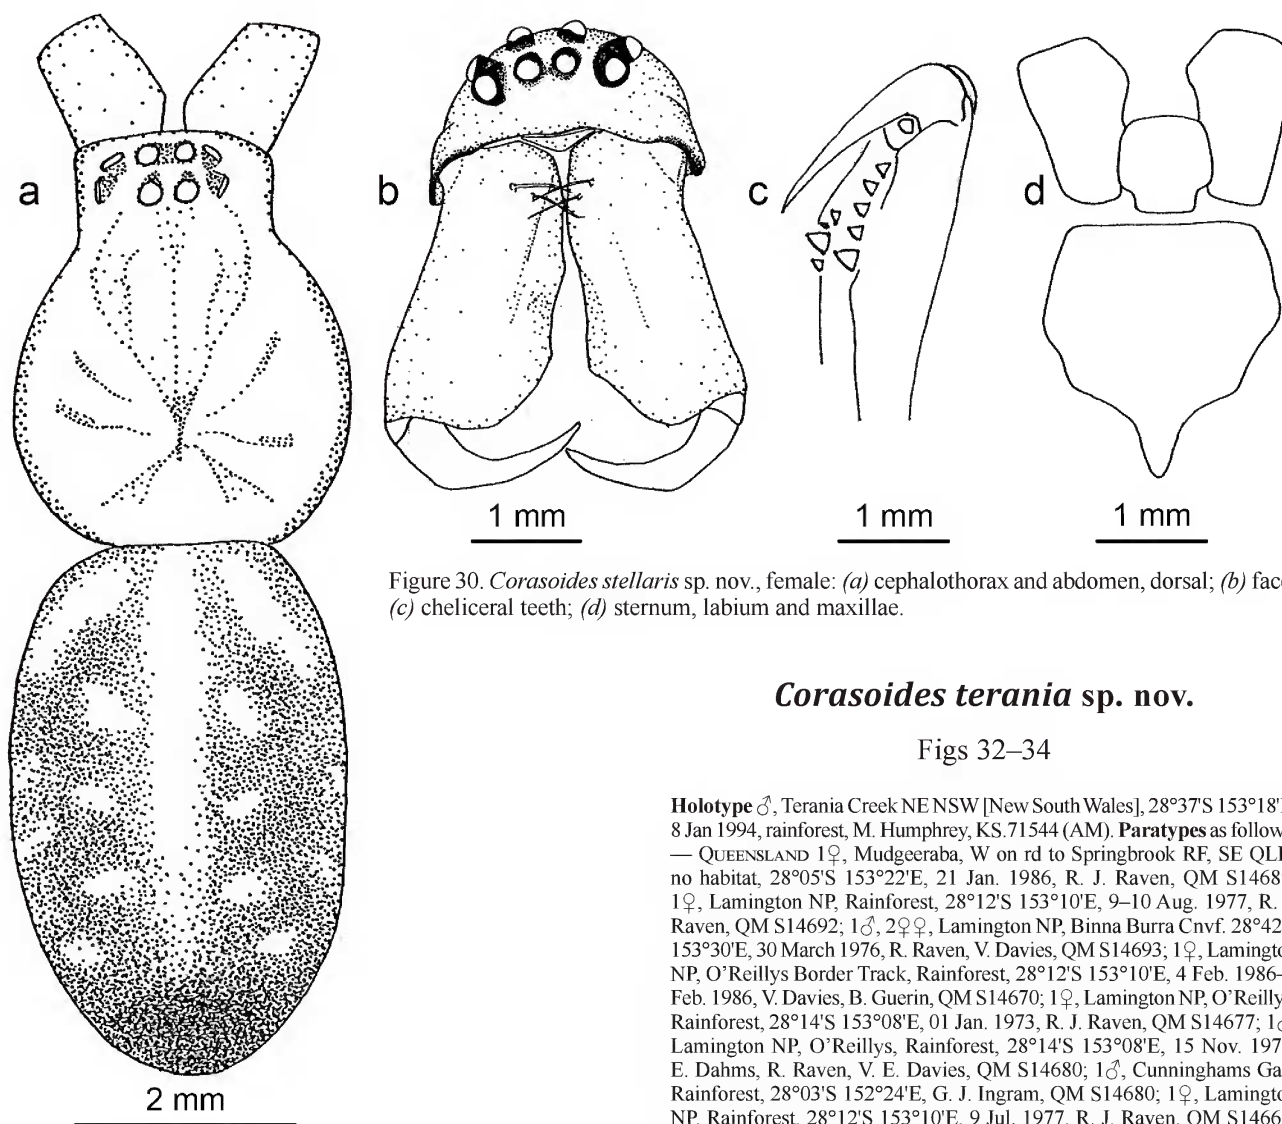 a
b
c
d
1 mm
1 mm
1 mm
Figure 30. Corasoides stellaris sp. nov., female: (a) cephalothorax and abdomen, dorsal; (b) face
(c) cheliceral teeth; (d) sternum, labium and maxillae.
2 mm
Corasoides terania sp. nov.
Figs 32–34
Holotype ♂, Terania Creek NE NSW [New South Wales], 28°37'S 153°18'E
8 Jan 1994, rainforest, M. Humphrey, KS.71544 (AM). Paratypes as follow
— QUEENSLAND 1♀, Mudgeeraba, W on rd to Springbrook RF, SE QLD
no habitat, 28°05'S 153°22'E, 21 Jan. 1986, R. J. Raven, QM S1468
1♀, Lamington NP, Rainforest, 28°12'S 153°10'E, 9–10 Aug. 1977, R.
Raven, QM S14692; 1♂, 2♀♀, Lamington NP, Binna Burra Cnvf. 28°42
153°30'E, 30 March 1976, R. Raven, V. Davies, QM S14693; 1♀, Lamingto
NP, O'Reillys Border Track, Rainforest, 28°12'S 153°10'E, 4 Feb. 1986–
Feb. 1986, V. Davies, B. Guerin, QM S14670; 1♀, Lamington NP, O'Reilly
Rainforest, 28°14'S 153°08'E, 01 Jan. 1973, R. J. Raven, QM S14677; 1♂
Lamington NP, O'Reillys, Rainforest, 28°14'S 153°08'E, 15 Nov. 197
E. Dahms, R. Raven, V. E. Davies, QM S14680; 1♂, Cunninghams Ga
Rainforest, 28°03'S 152°24'E, G. J. Ingram, QM S14680; 1♀, Lamingto
NP, Rainforest, 28°12'S 153°10'E, 9 Jul. 1977, R. J. Raven, QM S1466